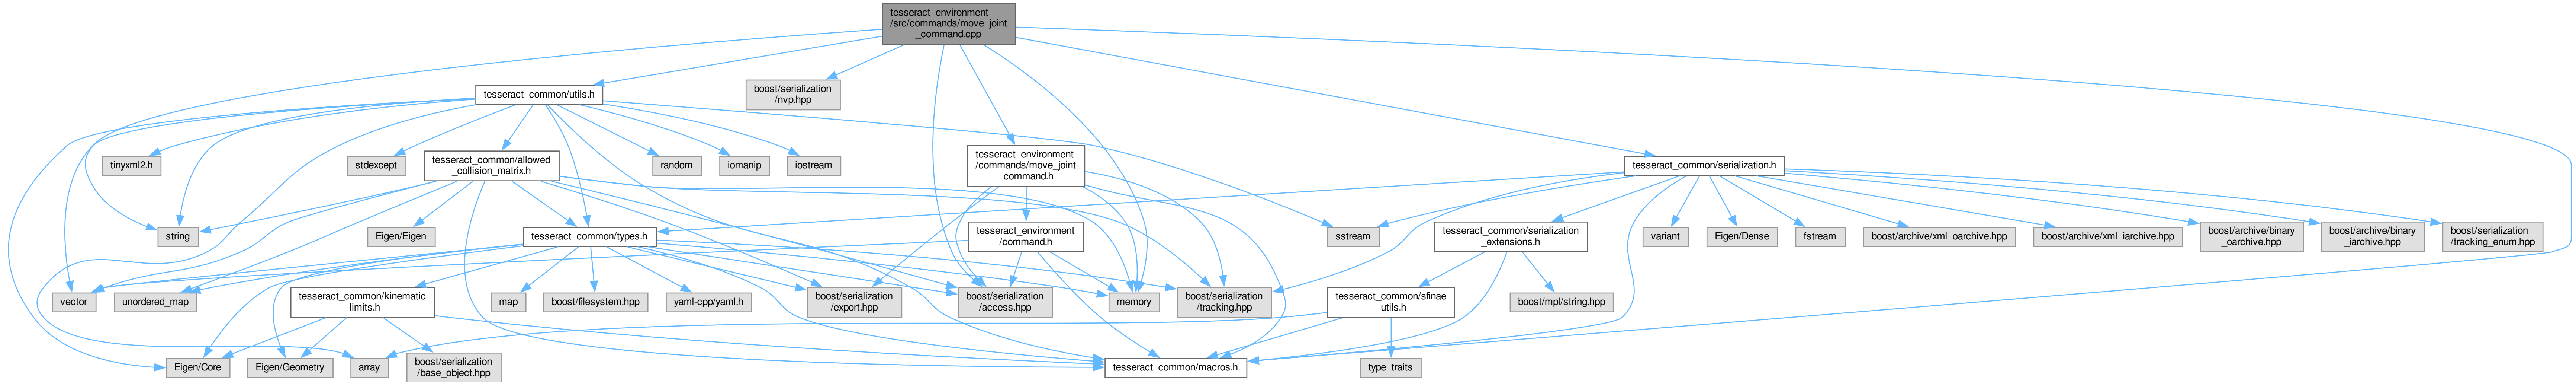 tesseract_environment
/src/commands/move_joint
_command.cpp
boost/serialization
/nvp.hpp
tesseract_common/utils.h
tinyxml2.h
stdexcept
tesseract_common/allowed
_collision_matrix.h
random
iomanip
iostream
tesseract_environment
/commands/move_joint
_command.h
tesseract_common/serialization.h
string
Eigen/Eigen
tesseract_common/types.h
tesseract_environment
/command.h
sstream
tesseract_common/serialization
_extensions.h
variant
Eigen/Dense
fstream
boost/archive/xml_oarchive.hpp
boost/archive/xml_iarchive.hpp
boost/archive/binary
_oarchive.hpp
boost/archive/binary
_iarchive.hpp
boost/serialization
/tracking_enum.hpp
vector
unordered_map
tesseract_common/kinematic
_limits.h
map
boost/filesystem.hpp
yaml-cpp/yaml.h
boost/serialization
/export.hpp
boost/serialization
/access.hpp
memory
boost/serialization
/tracking.hpp
tesseract_common/sfinae
_utils.h
boost/mpl/string.hpp
Eigen/Core
Eigen/Geometry
array
boost/serialization
/base_object.hpp
tesseract_common/macros.h
type_traits